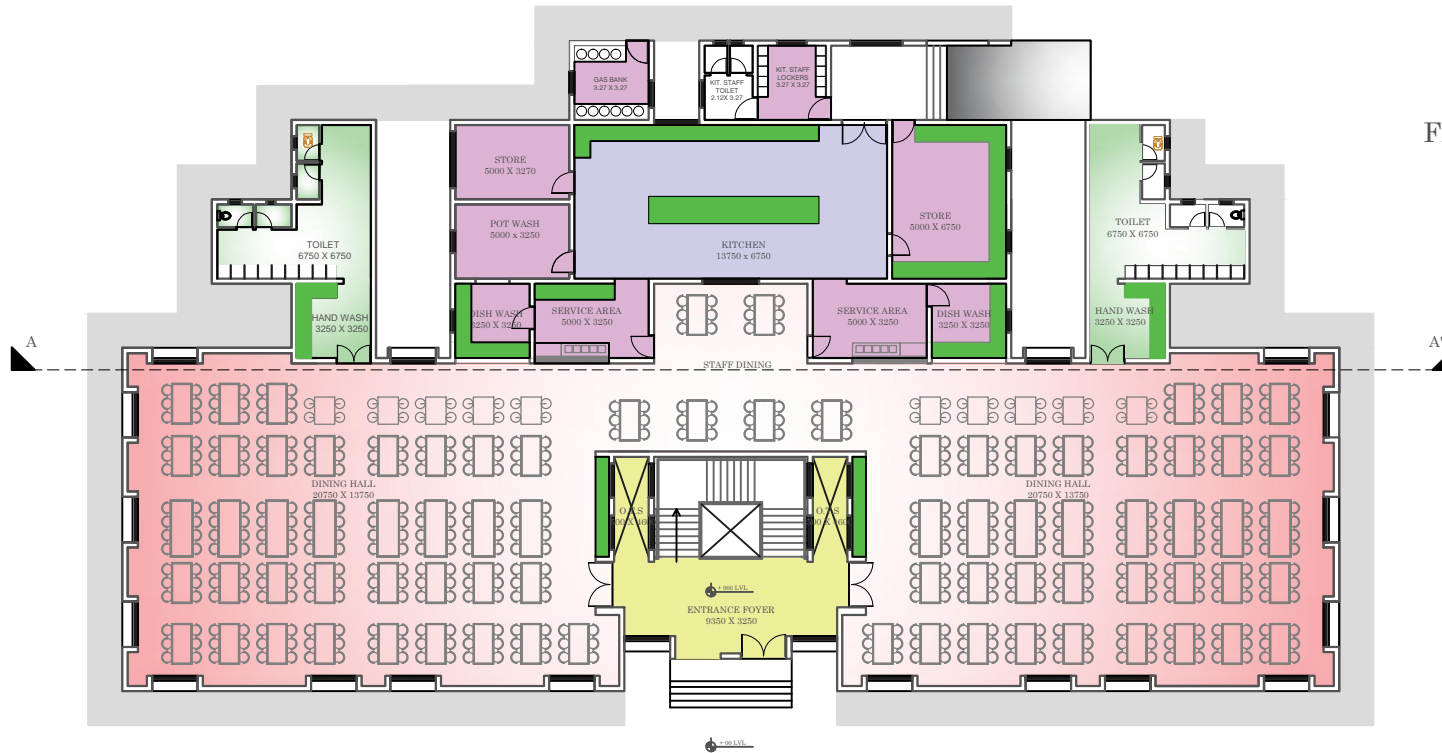 GAS BANK
3.27 X 3.27
KIT. STAFF
TOILET
2.12X 3.27
KIT. STAFF
LOCKERS
3.27 X 3.27
F
STORE
5000 X 3270
POT WASH
5000 x 3250
KITCHEN
13750 x 6750
STORE
5000 X 6750
TOILET
6750 X 6750
TOILET
6750 X 6750
HAND WASH
3250 X 3250
DISH WASH
3250 X 3250
SERVICE AREA
5000 X 3250
SERVICE AREA
5000 X 3250
DISH WASH
3250 X 3250
HAND WASH
3250 X 3250
A
A'
STAFF DINING
DINING HALL
20750 X 13750
DINING HALL
20750 X 13750
O.T.S
O.T.S
+ 900 LVL
ENTRANCE FOYER
9350 X 3250
+-00 LVL